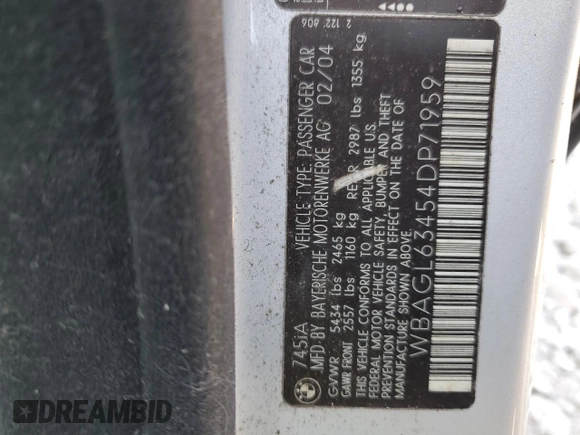 745iA
VEHICLE TYPE: PASSENGER CAR
MFD BY BAYERISCHE MOTORENWERKE AG 02/04
GVWR 5434 lbs 2465 kg
GAWR FRONT 2557 lbs 1160 kg REAR 2987 lbs 1355 kg
THIS VEHICLE CONFORMS TO ALL APPLICABLE U.S.
FEDERAL MOTOR VEHICLE SAFETY, BUMPER AND THEFT
PREVENTION STANDARDS IN EFFECT ON THE DATE OF
MANUFACTURE SHOWN ABOVE.
WBAGL63454DP71959
2 122 606
DREAMBID